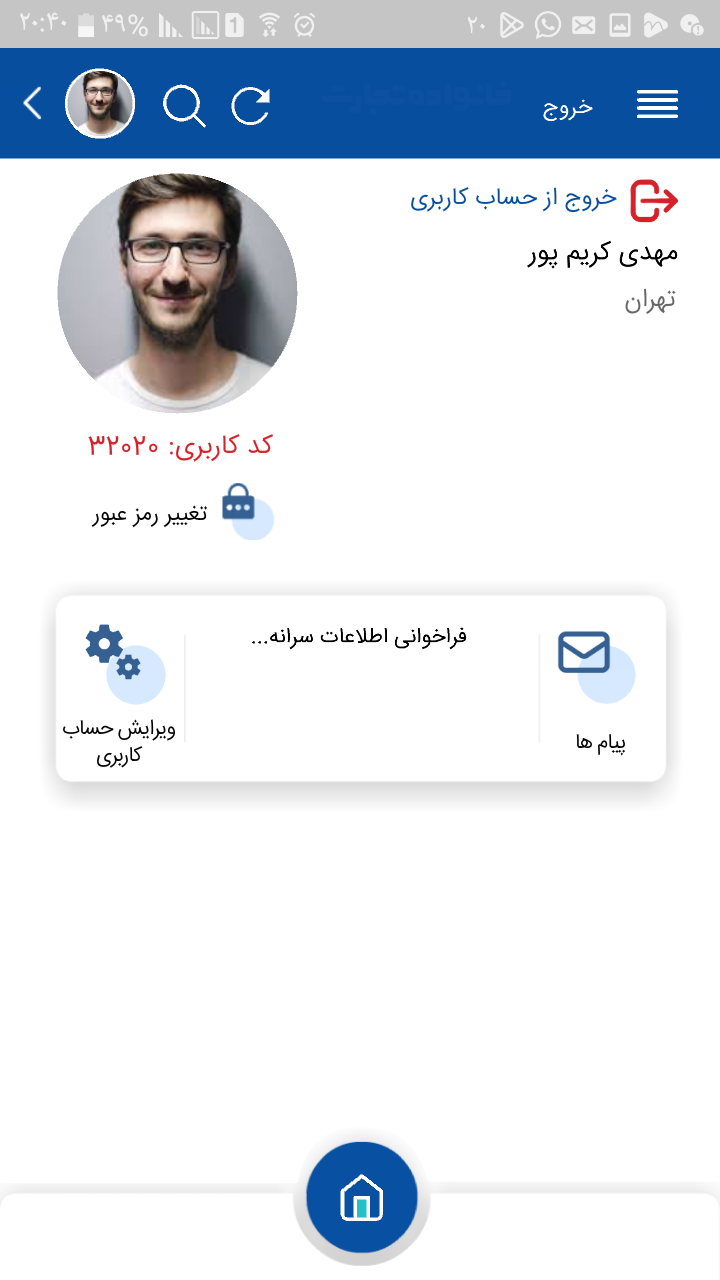 ۲۰:۴۰ ۴۹% 1 ۲۰
خروج
خروج از حساب کاربری
مهدی کریم پور
تهران
کد کاربری: ۳۲۰۲۰
تغییر رمز عبور
پیام ها
فراخوانی اطلاعات سرانه...
ویرایش حساب
کاربری